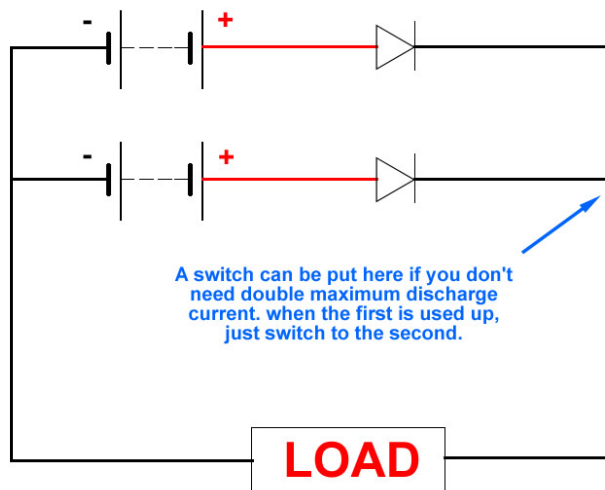 - +
- +
A switch can be put here if you don't
need double maximum discharge
current. when the first is used up,
just switch to the second.
LOAD